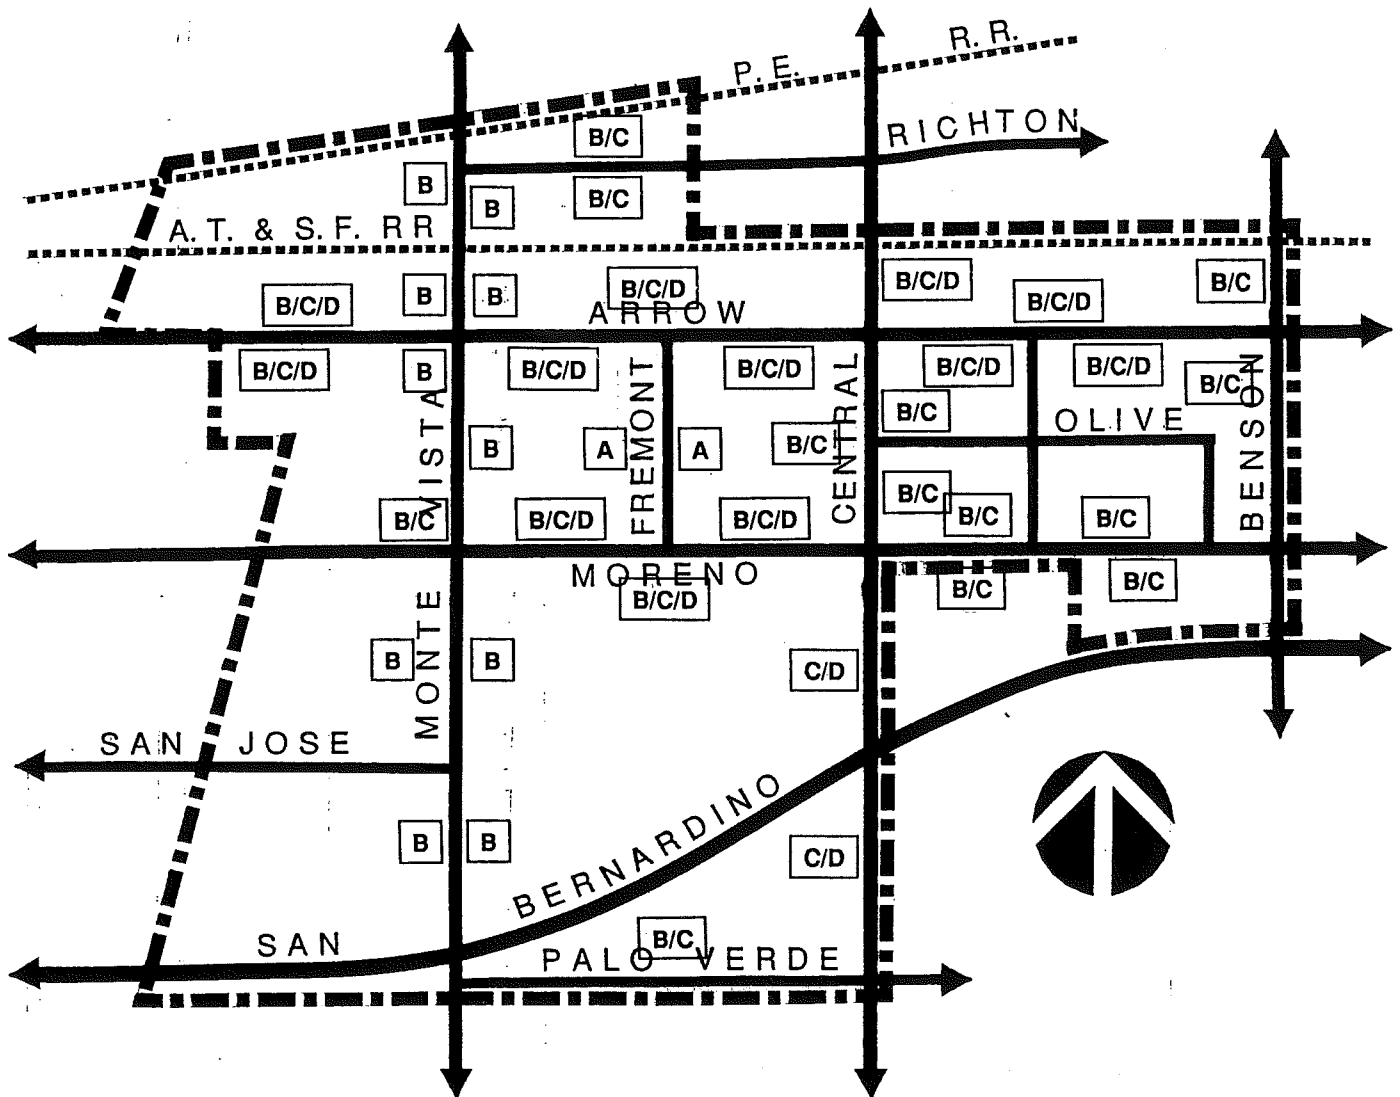 P. E. R. R.
RICHTON
B/C
B
B/C
B
A. T. & S. F. RR
B/C/D
B/C
B/C/D
B
B
B/C/D
B/C/D
ARROW
B/C/D
B
B/C/D
B/C/D
B/C/D
B/C/D
B/C
BENSON
FREMONT
CENTRAL
MONTE VISTA
B/C
OLIVE
B
A
A
B/C
B/C
B/C
B/C/D
B/C/D
B/C
B/C
MORENO
B/C/D
B/C
B/C
B
B
C/D
SAN JOSE
B
B
C/D
SAN BERNARDINO
B/C
PALO VERDE